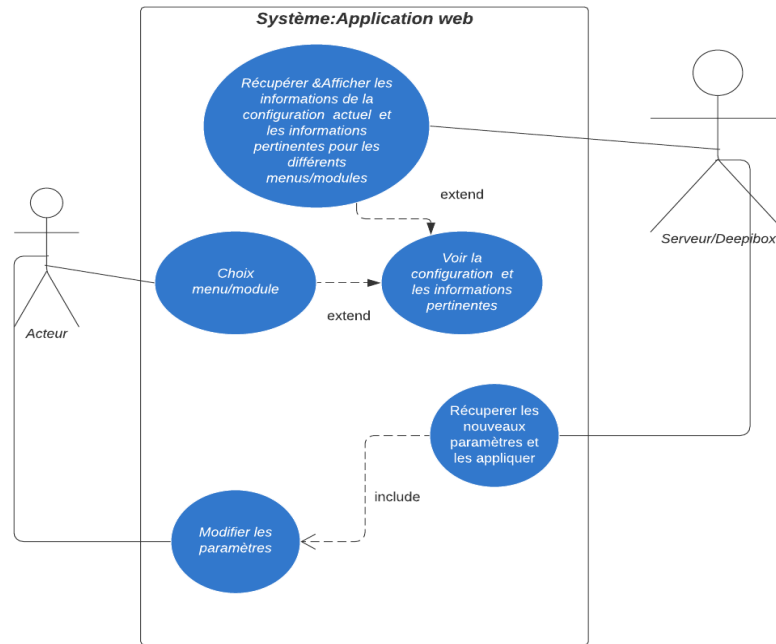 Système:Application web
Récupérer &Afficher les
informations de la
configuration actuel et
les informations
pertinentes pour les
différents
menus/modules
extend
Serveur/Deepibox
Voir la
configuration et
les informations
pertinentes
Choix
menu/module
extend
Acteur
Récuperer les
nouveaux
paramètres et
les appliquer
include
Modifier les
paramètres